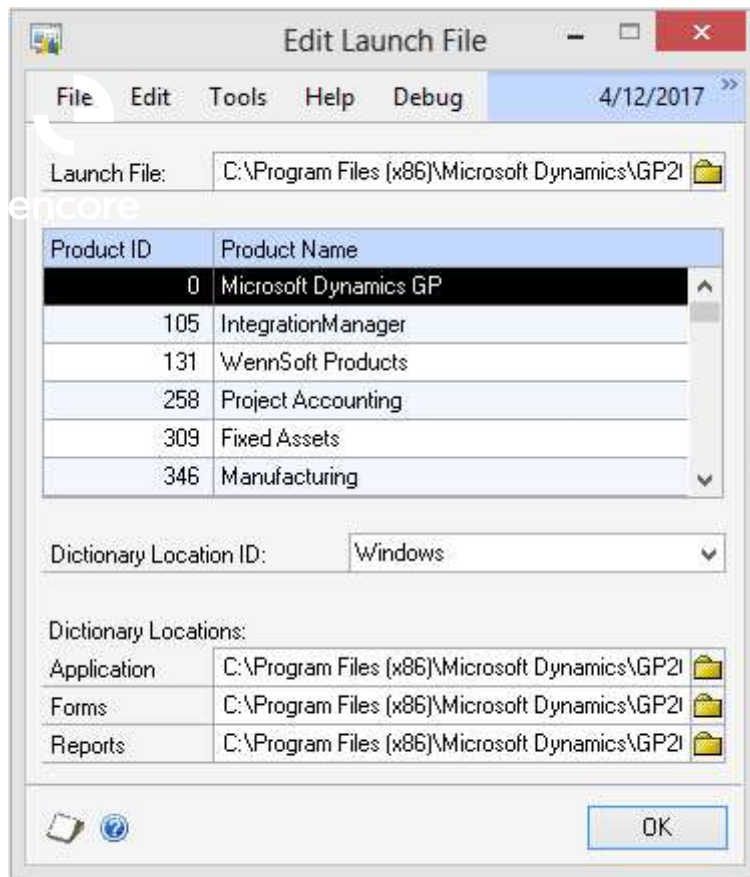 Edit Launch File
File Edit Tools Help Debug 4/12/2017 »
encore
Launch File: C:\Program Files (x86)\Microsoft Dynamics\GP2
Product ID Product Name
0 Microsoft Dynamics GP
105 IntegrationManager
131 WennSoft Products
258 Project Accounting
309 Fixed Assets
346 Manufacturing
Dictionary Location ID: Windows
Dictionary Locations:
Application C:\Program Files (x86)\Microsoft Dynamics\GP2
Forms C:\Program Files (x86)\Microsoft Dynamics\GP2
Reports C:\Program Files (x86)\Microsoft Dynamics\GP2
OK